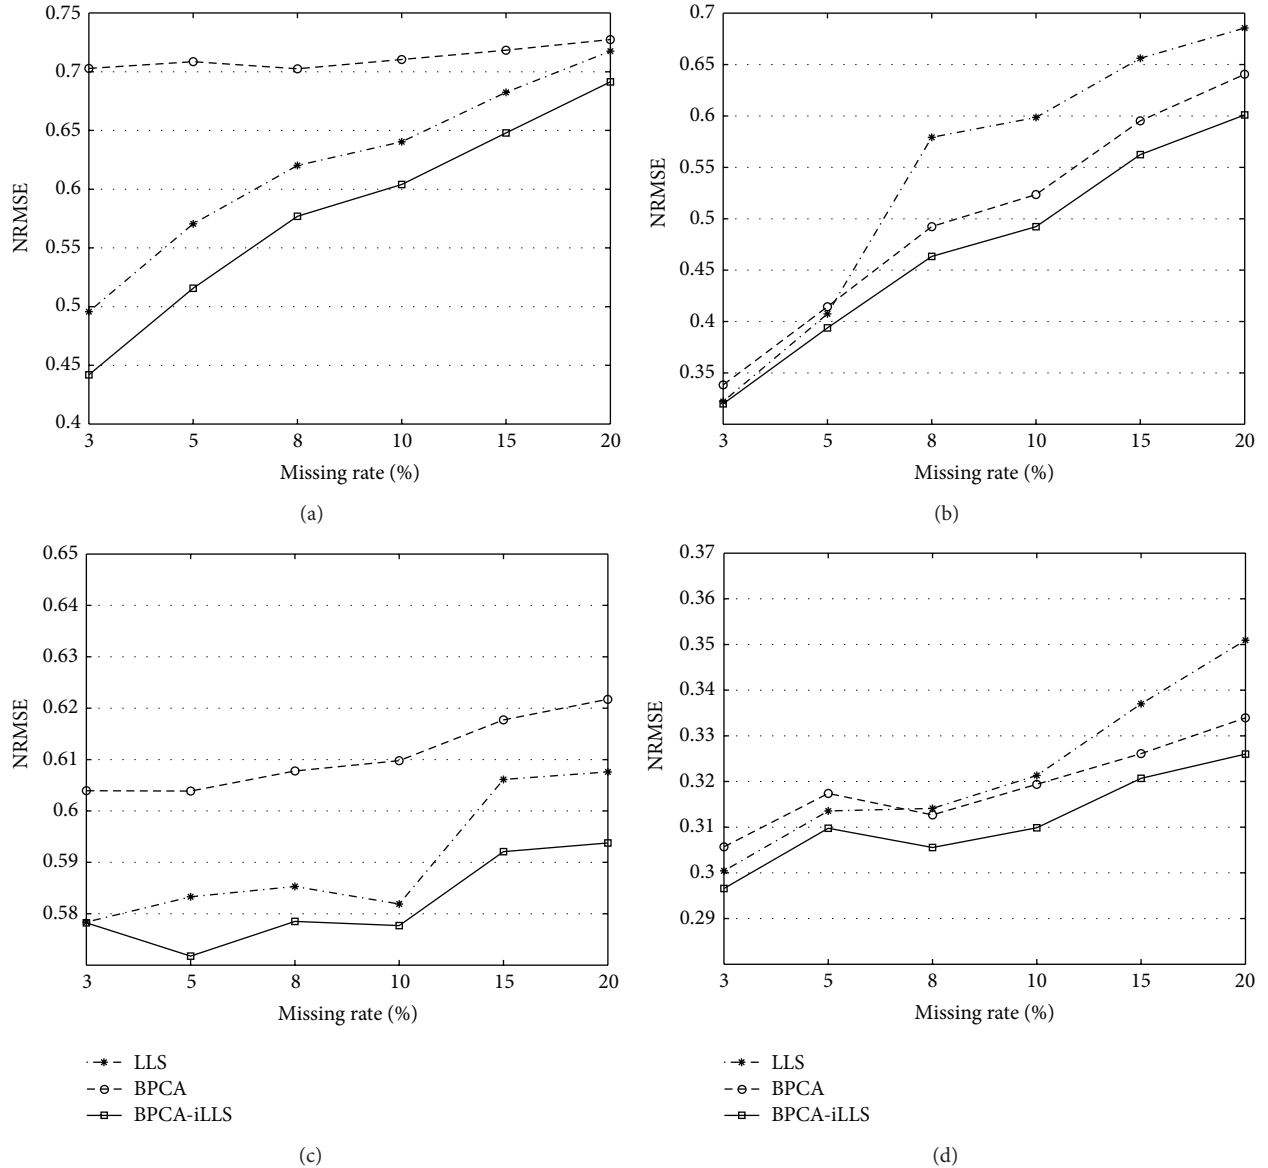 0.75
0.7
0.65
0.6
0.55
0.5
0.45
0.4
NRMSE
3 5 8 10 15 20
Missing rate (%)
(a)
0.7
0.65
0.6
0.55
0.5
0.45
0.4
0.35
NRMSE
3 5 8 10 15 20
Missing rate (%)
(b)
0.65
0.64
0.63
0.62
0.61
0.6
0.59
0.58
NRMSE
3 5 8 10 15 20
Missing rate (%)
LLS
BPCA
BPCA-iLLS
(c)
0.37
0.36
0.35
0.34
0.33
0.32
0.31
0.3
0.29
NRMSE
3 5 8 10 15 20
Missing rate (%)
LLS
BPCA
BPCA-iLLS
(d)